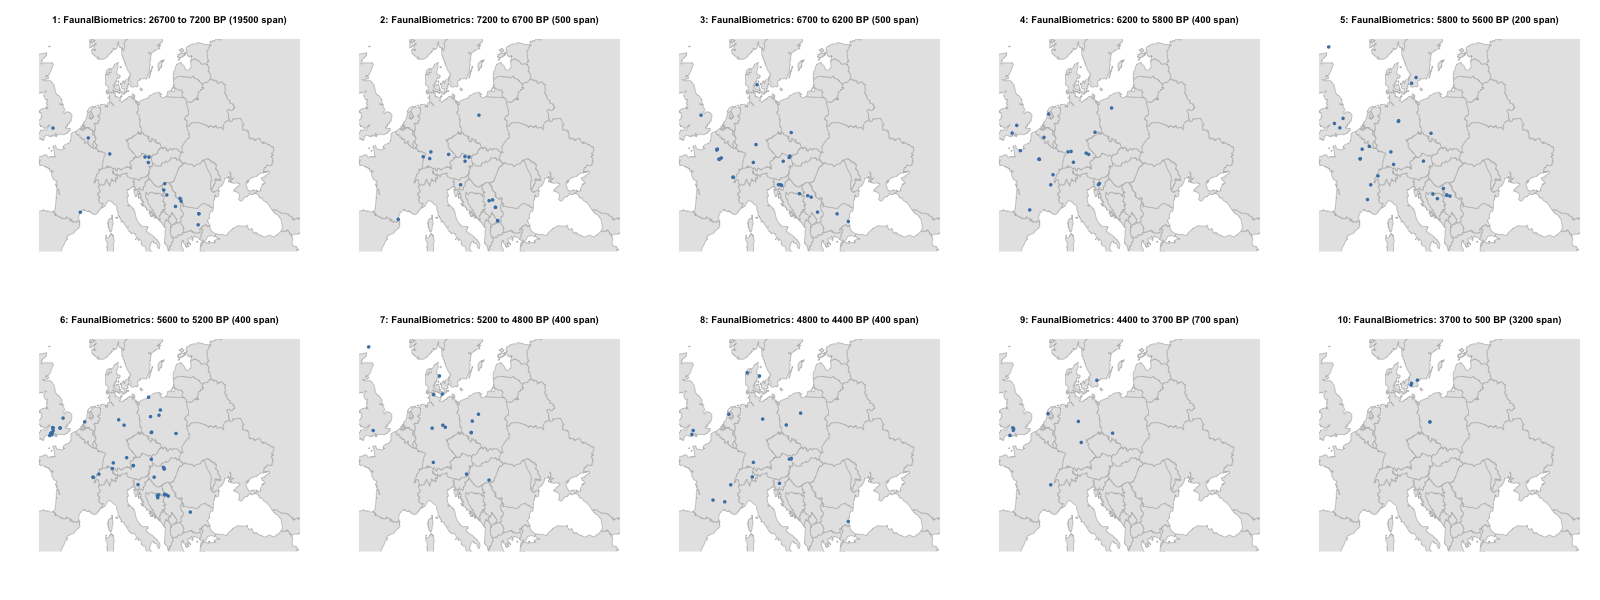 1: FaunalBiometrics: 26700 to 7200 BP (19500 span)
2: FaunalBiometrics: 7200 to 6700 BP (500 span)
3: FaunalBiometrics: 6700 to 6200 BP (500 span)
4: FaunalBiometrics: 6200 to 5800 BP (400 span)
5: FaunalBiometrics: 5800 to 5600 BP (200 span)
6: FaunalBiometrics: 5600 to 5200 BP (400 span)
7: FaunalBiometrics: 5200 to 4800 BP (400 span)
8: FaunalBiometrics: 4800 to 4400 BP (400 span)
9: FaunalBiometrics: 4400 to 3700 BP (700 span)
10: FaunalBiometrics: 3700 to 500 BP (3200 span)